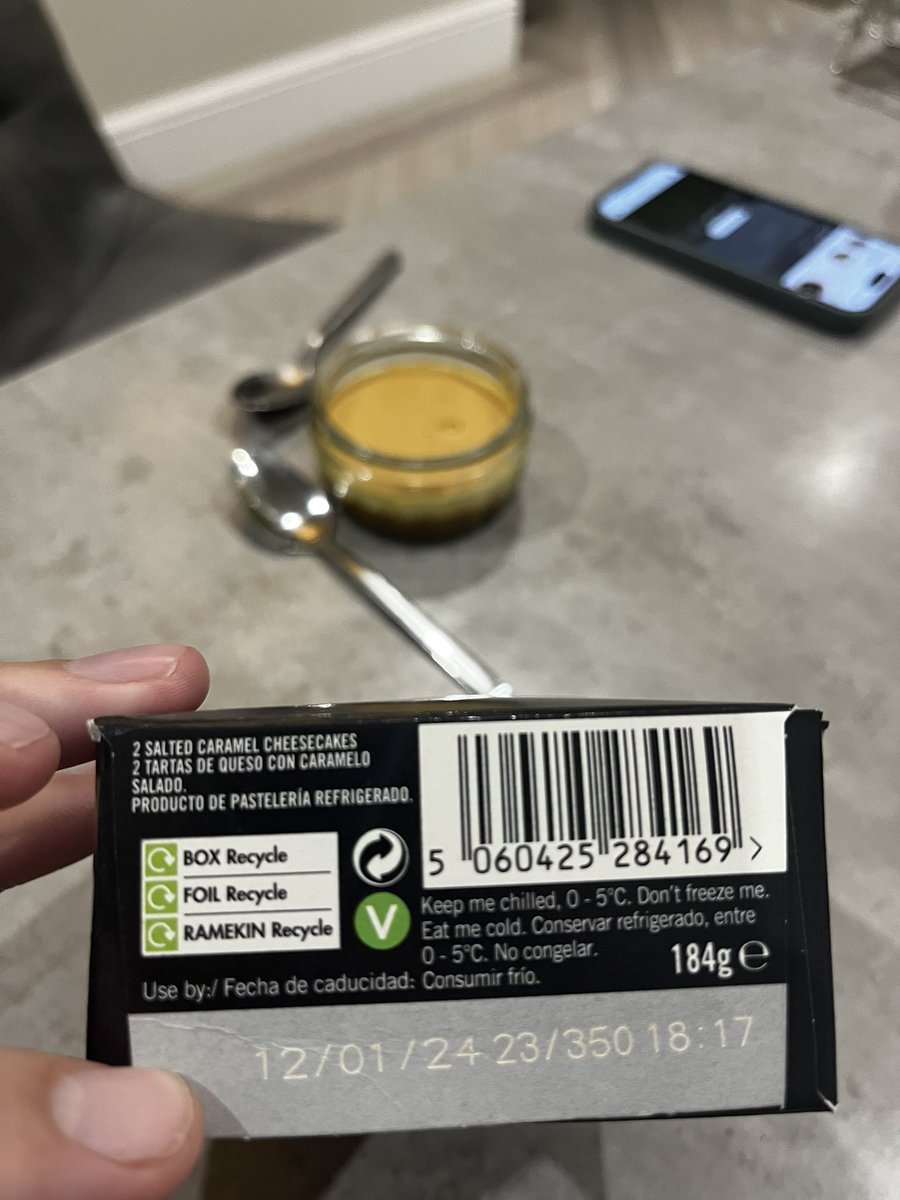 2 SALTED CARAMEL CHEESECAKES
2 TARTAS DE QUESO CON CARAMELO
SALADO.
PRODUCTO DE PASTELERÍA REFRIGERADO.
BOX Recycle
FOIL Recycle
RAMEKIN Recycle
V
5 060425 284169 >
Keep me chilled, 0 - 5°C. Don't freeze me.
Eat me cold. Conservar refrigerado, entre
0 - 5°C. No congelar.
184g e
Use by:/ Fecha de caducidad: Consumir frío.
12/01/24 23/350 18:17